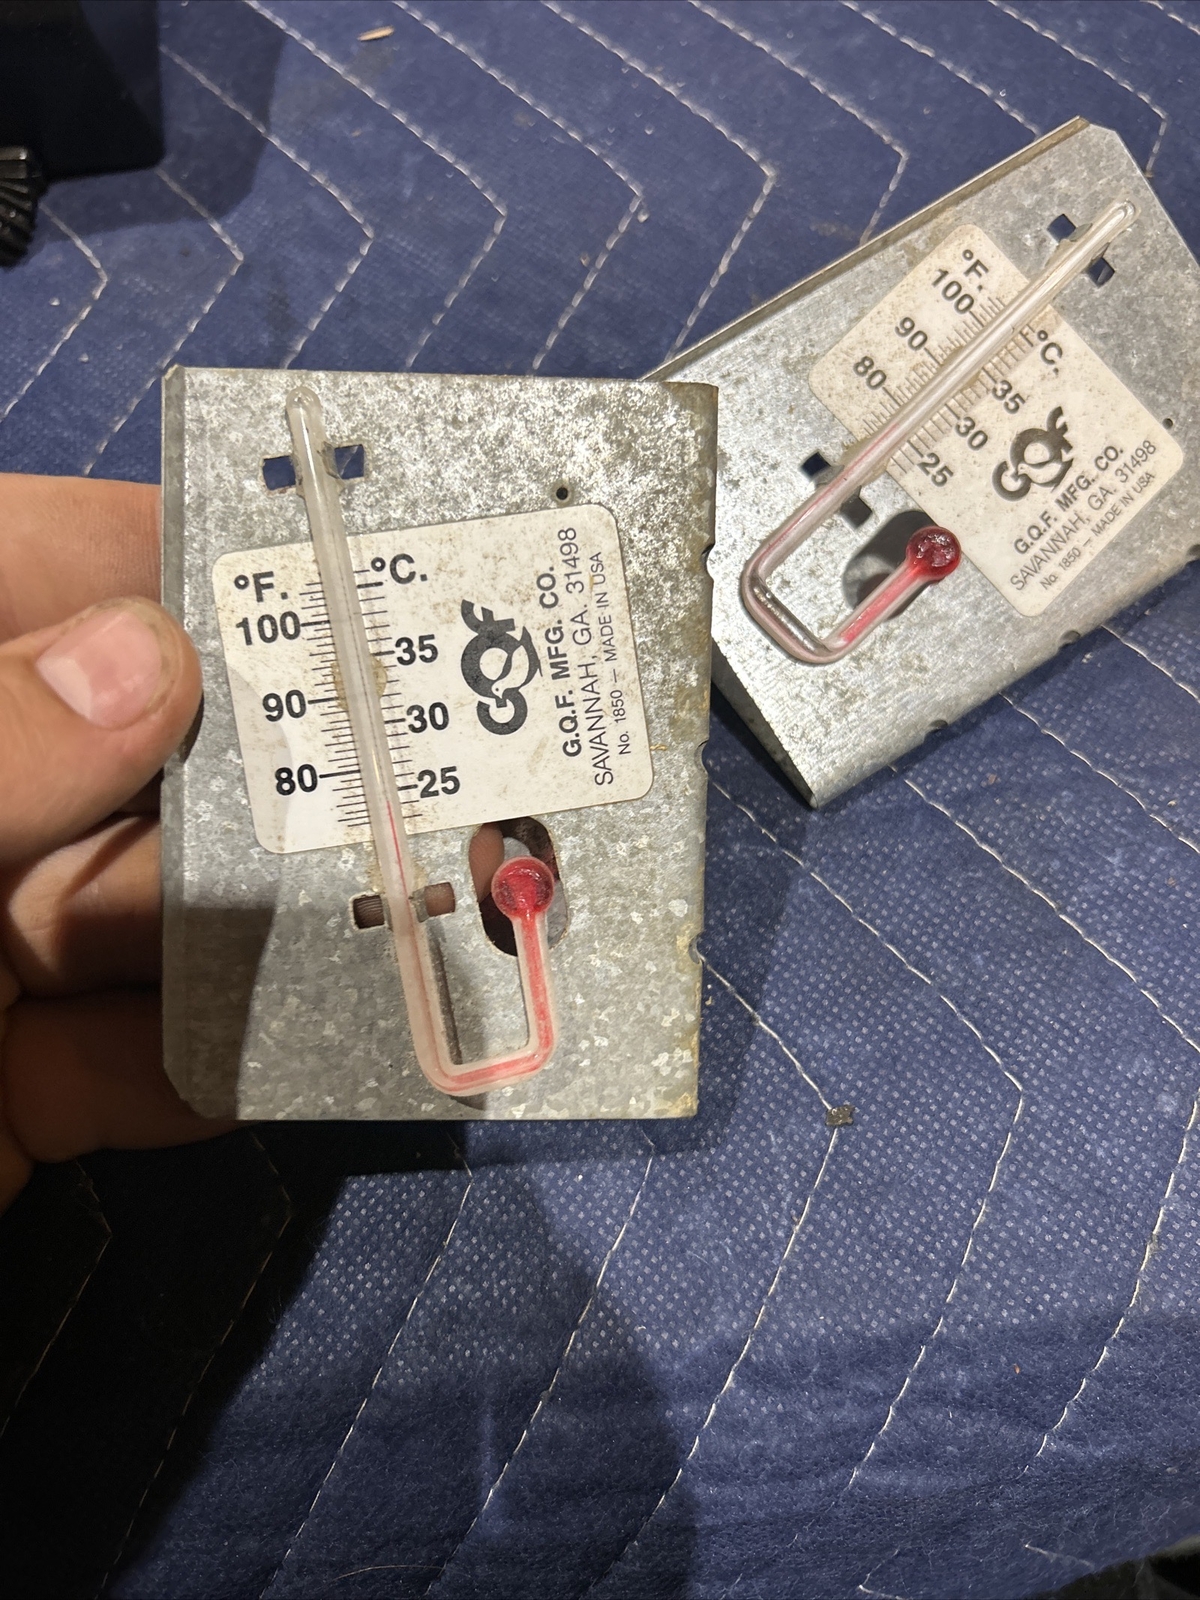 °F. °C.
100
35
90
30
80
25
GQF
G.Q.F. MFG. CO.
SAVANNAH, GA. 31498
No. 1850 — MADE IN USA
°F.
100
°C.
90
35
80
30
25
GQF
G.Q.F. MFG. CO.
SAVANNAH, GA. 31498
No. 1850 — MADE IN USA